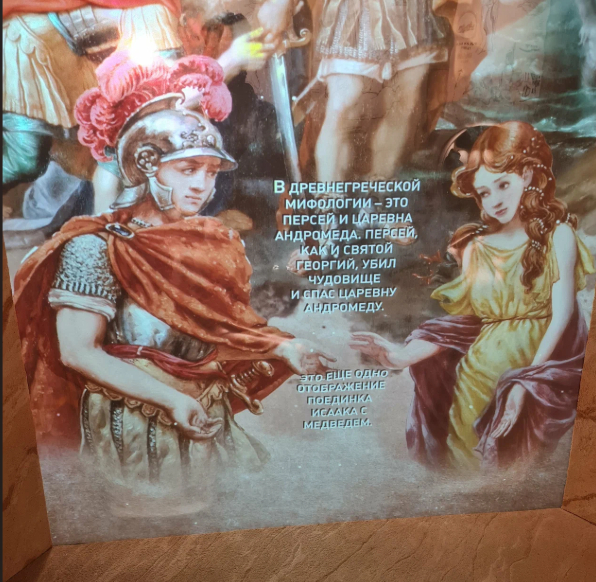 В ДРЕВНЕГРЕЧЕСКОЙ
МИФОЛОГИИ – ЭТО
ПЕРСЕЙ И ЦАРЕВНА
АНДРОМЕДА. ПЕРСЕЙ,
КАК И СВЯТОЙ
ГЕОРГИЙ, УБИЛ
ЧУДОВИЩЕ
И СПАС ЦАРЕВНУ
АНДРОМЕДУ.
ЭТО ЕЩЕ ОДНО
ОТОБРАЖЕНИЕ
ПОЕДИНКА
ИСААКА С
МЕДВЕДЕМ.